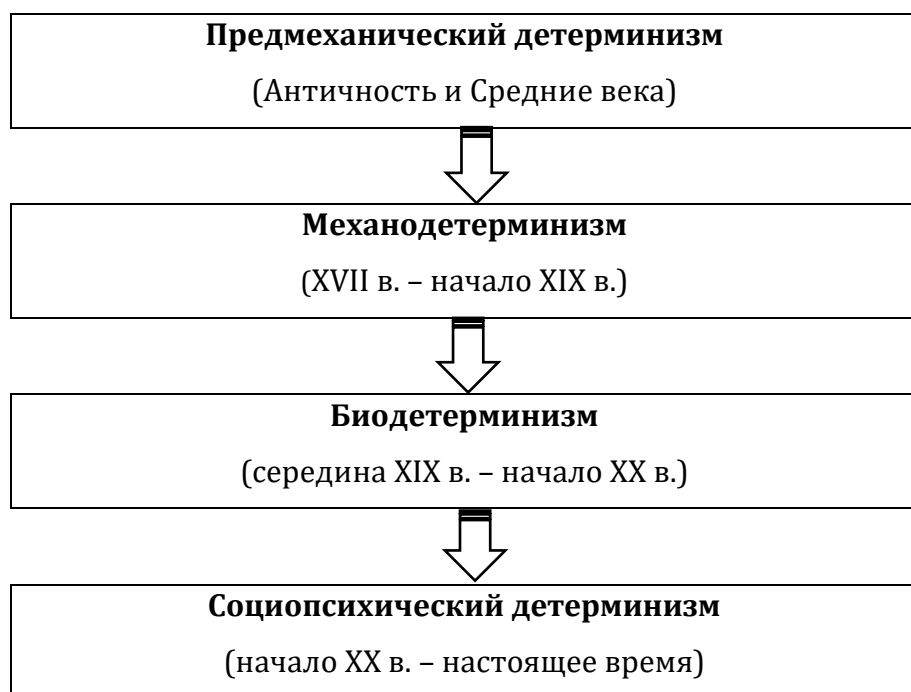 Предмеханический детерминизм
(Античность и Средние века)
Механодетерминизм
(XVII в. – начало XIX в.)
Биодетерминизм
(середина XIX в. – начало XX в.)
Социопсихический детерминизм
(начало XX в. – настоящее время)